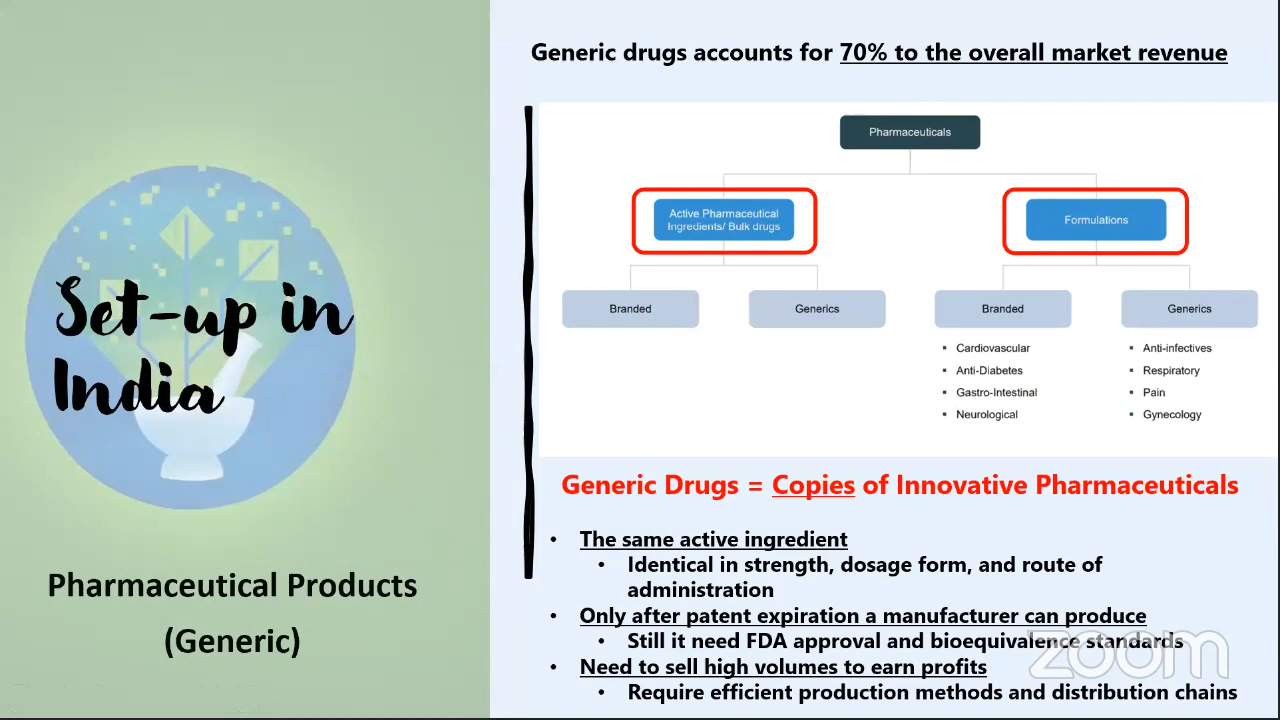 Generic drugs accounts for 70% to the overall market revenue
Pharmaceuticals
Active Pharmaceutical
Ingredients/ Bulk drugs
Formulations
Branded
Generics
Branded
Generics
▪ Cardiovascular
▪ Anti-Diabetes
▪ Gastro-Intestinal
▪ Neurological
▪ Anti-infectives
▪ Respiratory
▪ Pain
▪ Gynecology
Set-up in
India
Pharmaceutical Products
(Generic)
Generic Drugs = Copies of Innovative Pharmaceuticals
• The same active ingredient
• Identical in strength, dosage form, and route of
administration
• Only after patent expiration a manufacturer can produce
• Still it need FDA approval and bioequivalence standards
• Need to sell high volumes to earn profits
• Require efficient production methods and distribution chains
zoom